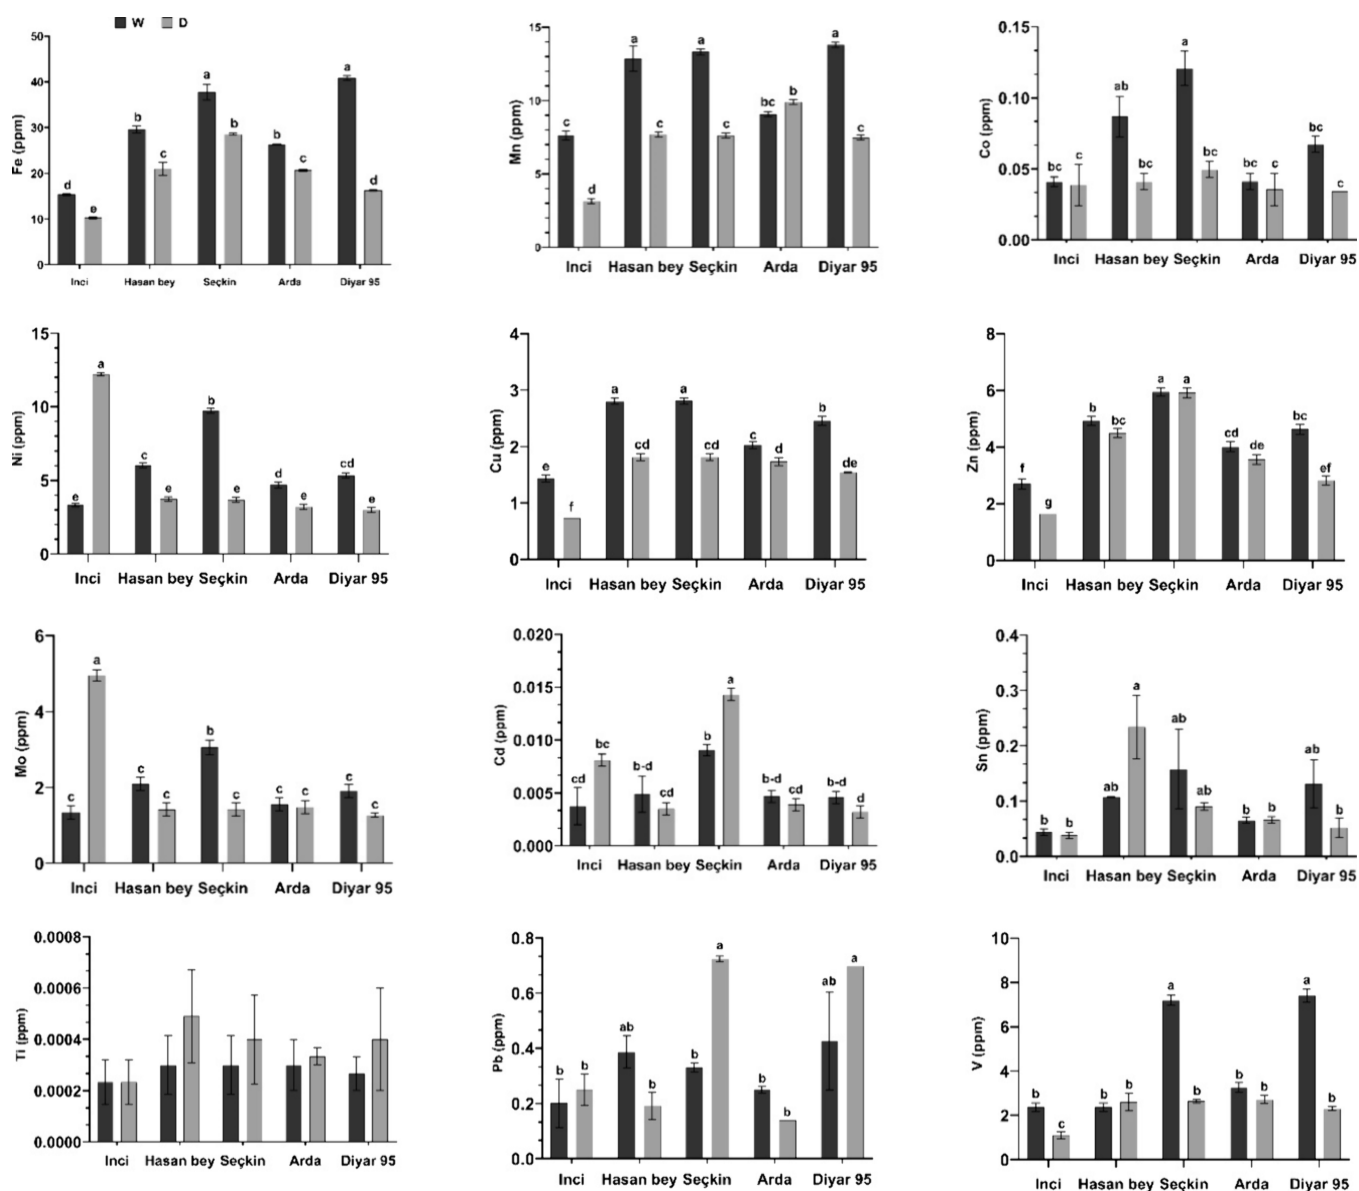 W D
50
40
30
20
10
0
Fe (ppm)
d e b c a b b c a d
Inci Hasan bey Seçkin Arda Diyar 95
15
10
5
0
Mn (ppm)
c d a c a c bc b a c
Inci Hasan bey Seçkin Arda Diyar 95
0.15
0.10
0.05
0.00
Co (ppm)
bc c ab bc a bc bc c bc c
Inci Hasan bey Seçkin Arda Diyar 95
15
10
5
0
Ni (ppm)
e a c e b e d e cd e
Inci Hasan bey Seçkin Arda Diyar 95
4
3
2
1
0
Cu (ppm)
e f a cd a cd c d b de
Inci Hasan bey Seçkin Arda Diyar 95
8
6
4
2
0
Zn (ppm)
f g b bc a a cd de bc ef
Inci Hasan bey Seçkin Arda Diyar 95
6
4
2
0
Mo (ppm)
c a c c b c c c c c
Inci Hasan bey Seçkin Arda Diyar 95
0.020
0.015
0.010
0.005
0.000
Cd (ppm)
cd bc b-d cd b a b-d cd b-d d
Inci Hasan bey Seçkin Arda Diyar 95
0.4
0.3
0.2
0.1
0.0
Sn (ppm)
b b ab a ab ab b b ab b
Inci Hasan bey Seçkin Arda Diyar 95
0.0008
0.0006
0.0004
0.0002
0.0000
Ti (ppm)
Inci Hasan bey Seçkin Arda Diyar 95
0.8
0.6
0.4
0.2
0.0
Pb (ppm)
b b ab b b a b b ab a
Inci Hasan bey Seçkin Arda Diyar 95
10
8
6
4
2
0
V (ppm)
b c b b a b b b a b
Inci Hasan bey Seçkin Arda Diyar 95